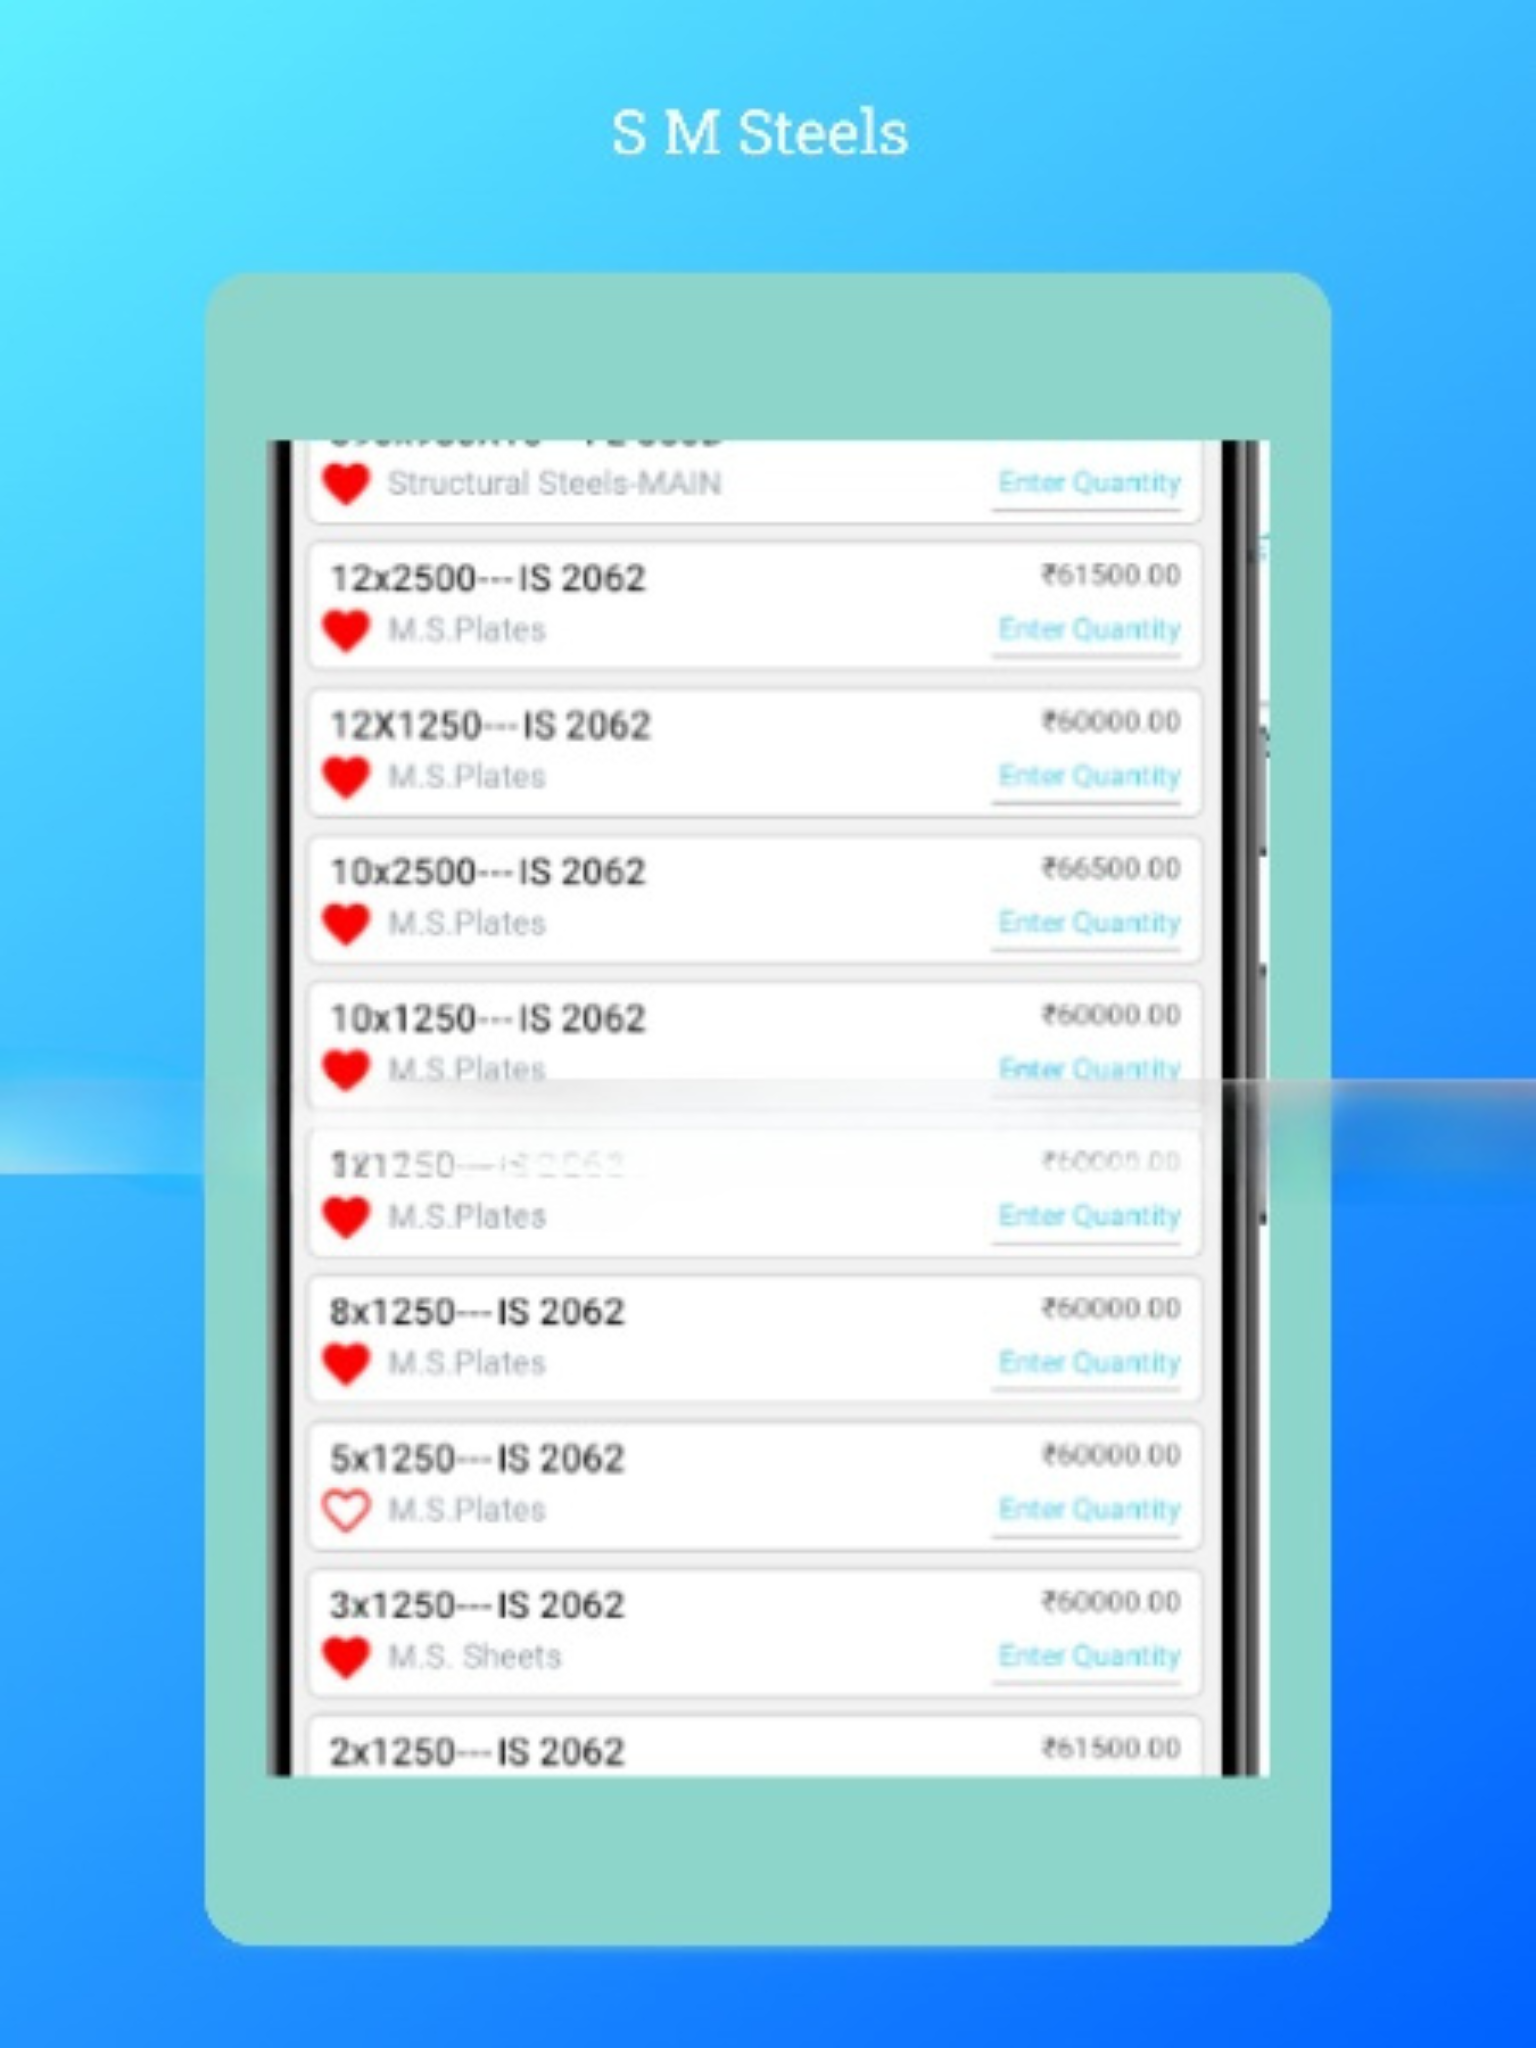 S M Steels
Structural Steels-MAIN Enter Quantity
12x2500---IS 2062 ₹61500.00
M.S.Plates Enter Quantity
12X1250---IS 2062 ₹60000.00
M.S.Plates Enter Quantity
10x2500---IS 2062 ₹66500.00
M.S.Plates Enter Quantity
10x1250---IS 2062 ₹60000.00
M.S.Plates Enter Quantity
₹60000.00
M.S.Plates Enter Quantity
8x1250---IS 2062 ₹60000.00
M.S.Plates Enter Quantity
5x1250---IS 2062 ₹60000.00
M.S.Plates Enter Quantity
3x1250---IS 2062 ₹60000.00
M.S. Sheets Enter Quantity
2x1250---IS 2062 ₹61500.00